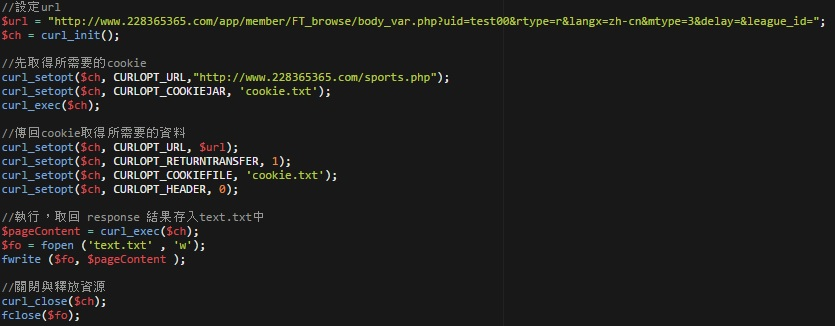 //設定url
$url = "http://www.228365365.com/app/member/FT_browse/body_var.php?uid=test00&rtype=r&langx=zh-cn&mtype=3&delay=&league_id=";
$ch = curl_init();
//先取得所需要的cookie
curl_setopt($ch, CURLOPT_URL,"http://www.228365365.com/sports.php");
curl_setopt($ch, CURLOPT_COOKIEJAR, 'cookie.txt');
curl_exec($ch);
//傳回cookie取得所需要的資料
curl_setopt($ch, CURLOPT_URL, $url);
curl_setopt($ch, CURLOPT_RETURNTRANSFER, 1);
curl_setopt($ch, CURLOPT_COOKIEFILE, 'cookie.txt');
curl_setopt($ch, CURLOPT_HEADER, 0);
//執行，取回 response 結果存入text.txt中
$pageContent = curl_exec($ch);
$fo = fopen ('text.txt' , 'w');
fwrite ($fo, $pageContent );
//關閉與釋放資源
curl_close($ch);
fclose($fo);